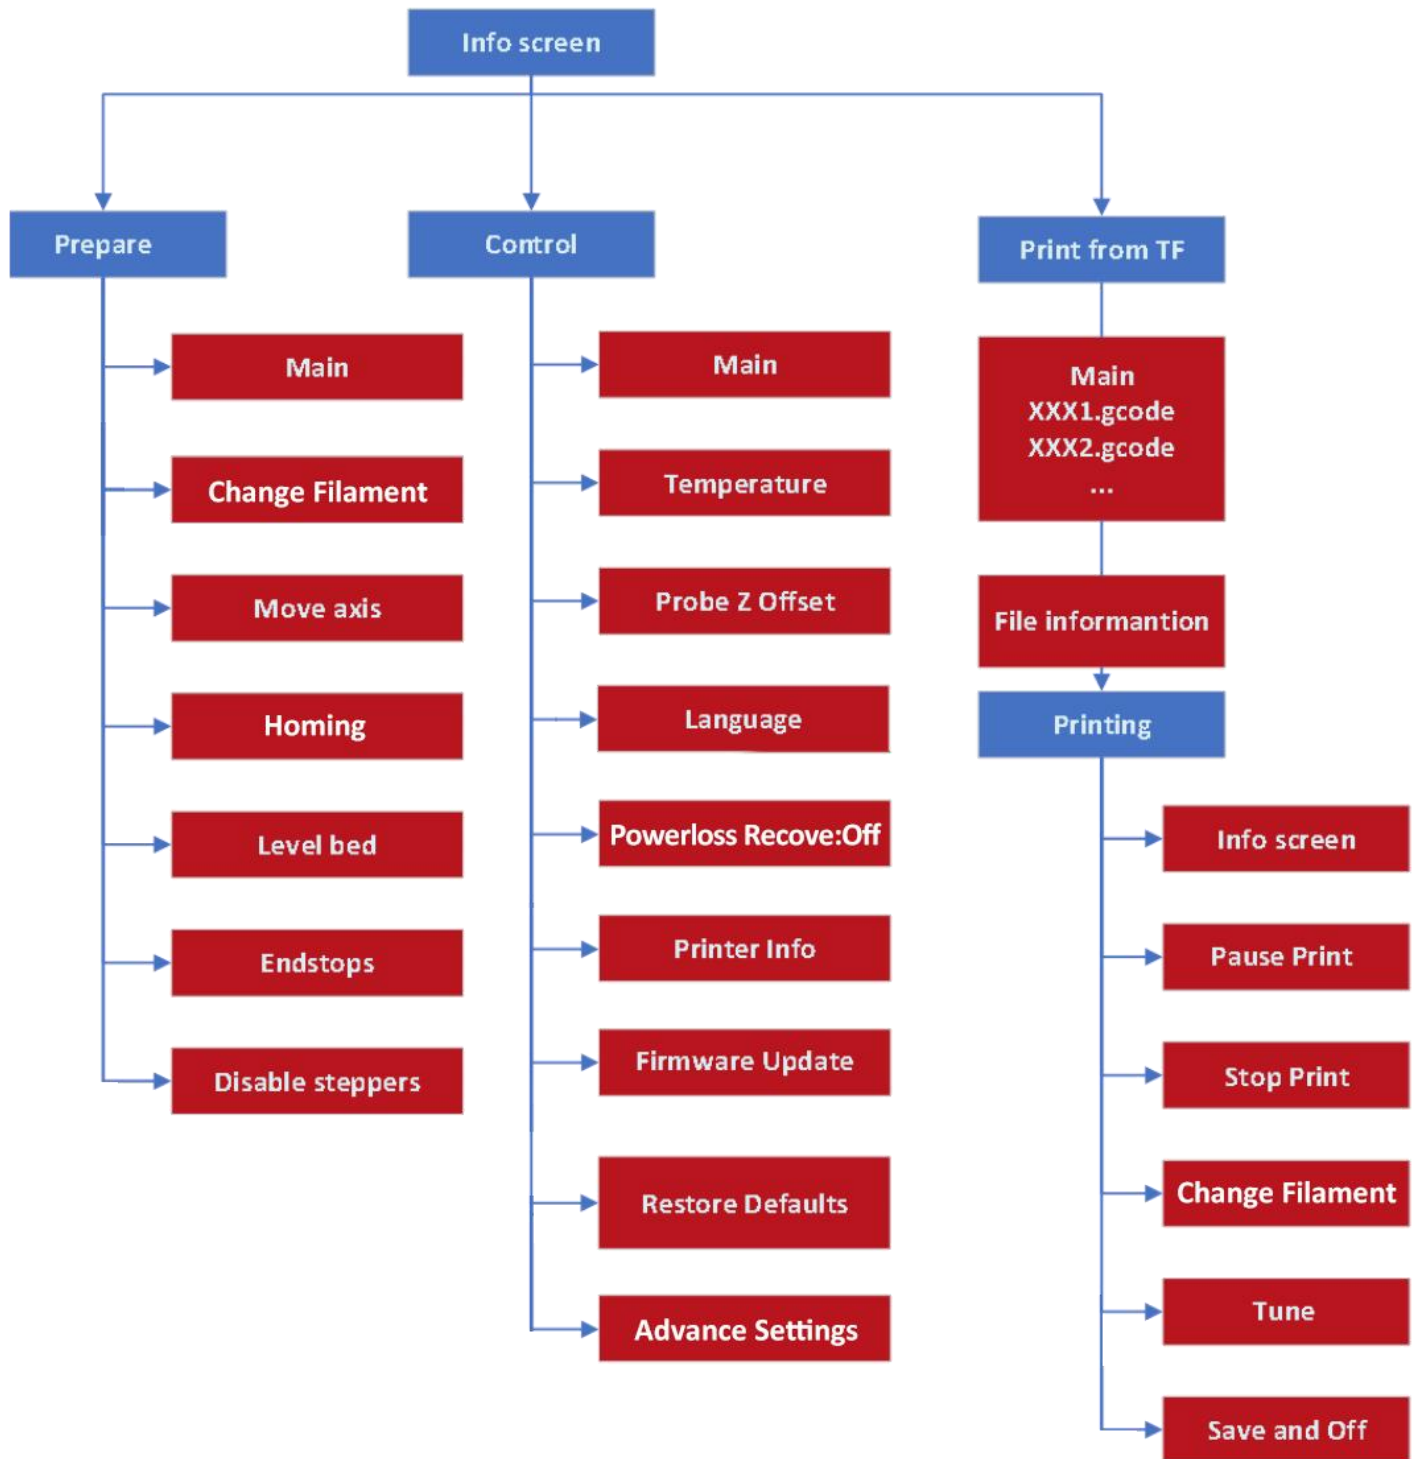 Info screen
Prepare
Main
Change Filament
Move axis
Homing
Level bed
Endstops
Disable steppers
Control
Main
Temperature
Probe Z Offset
Language
Powerloss Recove:Off
Printer Info
Firmware Update
Restore Defaults
Advance Settings
Print from TF
Main
XXX1.gcode
XXX2.gcode
...
File informantion
Printing
Info screen
Pause Print
Stop Print
Change Filament
Tune
Save and Off